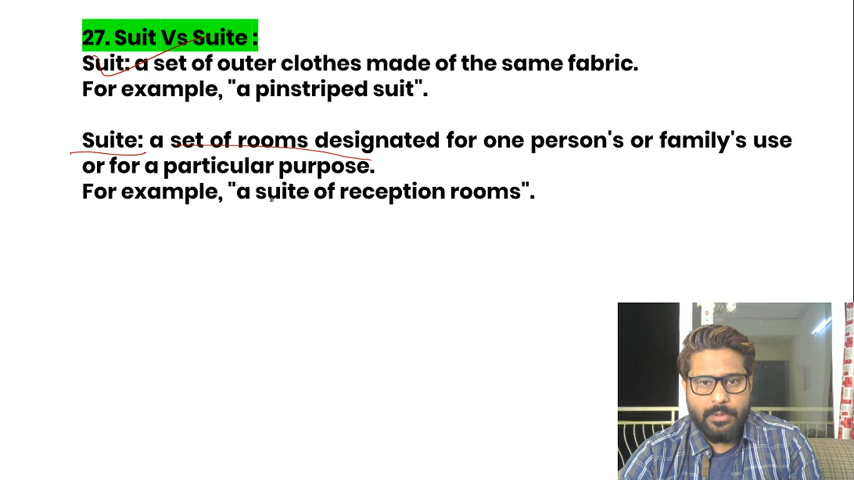 27. Suit Vs Suite :
Suit: a set of outer clothes made of the same fabric.
For example, "a pinstriped suit".
Suite: a set of rooms designated for one person's or family's use
or for a particular purpose.
For example, "a suite of reception rooms".